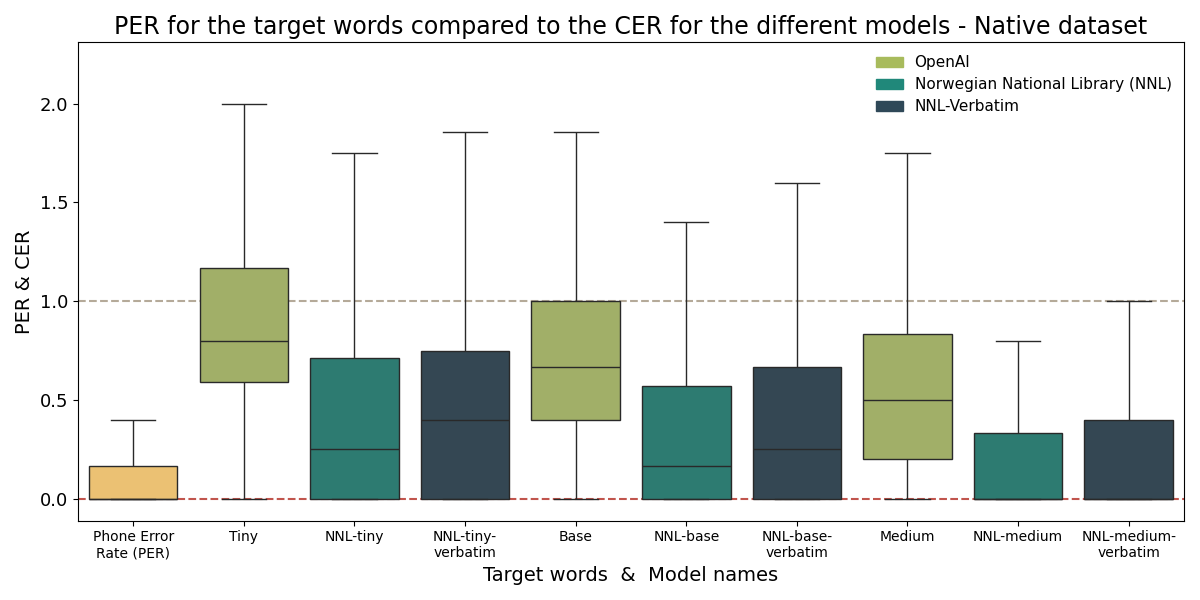 PER for the target words compared to the CER for the different models - Native dataset
OpenAI
Norwegian National Library (NNL)
NNL-Verbatim
PER & CER
2.0
1.5
1.0
0.5
0.0
Phone Error
Rate (PER)
Tiny
NNL-tiny
NNL-tiny-
verbatim
Base
NNL-base
NNL-base-
verbatim
Medium
NNL-medium
NNL-medium-
verbatim
Target words & Model names